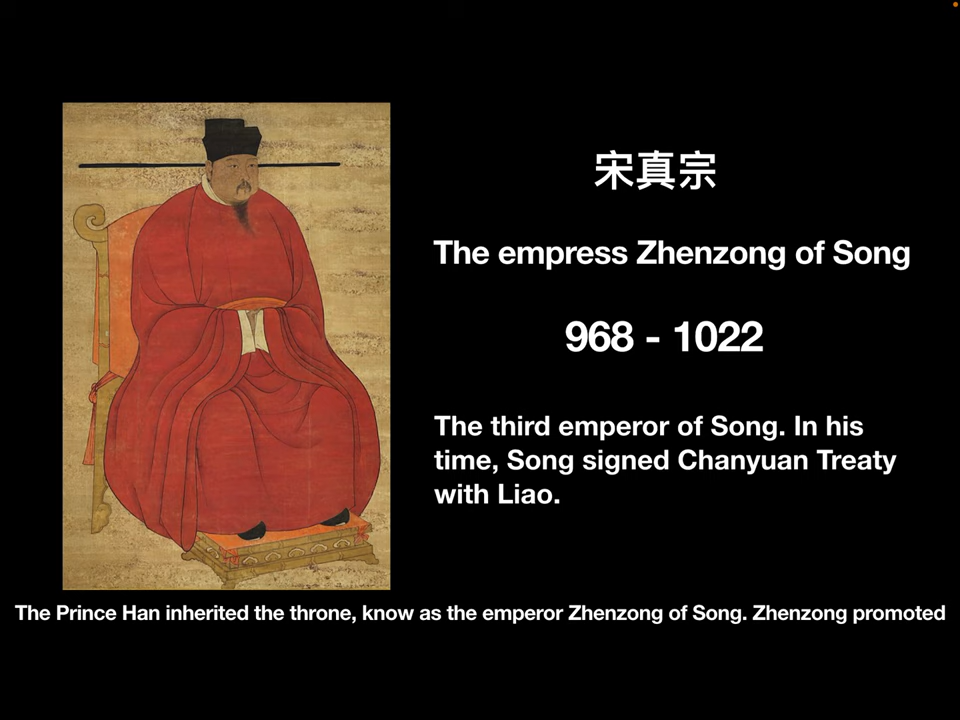 宋真宗
The empress Zhenzong of Song
968 - 1022
The third emperor of Song. In his
time, Song signed Chanyuan Treaty
with Liao.
The Prince Han inherited the throne, know as the emperor Zhenzong of Song. Zhenzong promoted